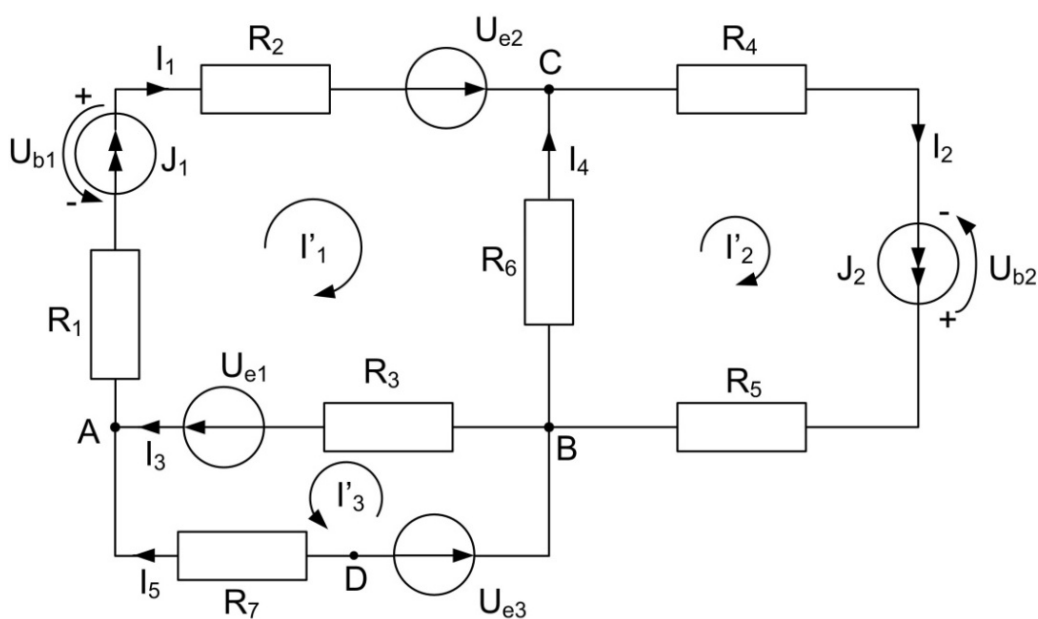 R2
Ue2
C
R4
I1
+
Ub1
J1
-
I4
I2
-
I'1
R6
I'2
J2
Ub2
+
R1
Ue1
R3
R5
A
I3
B
I'3
I5
R7
D
Ue3